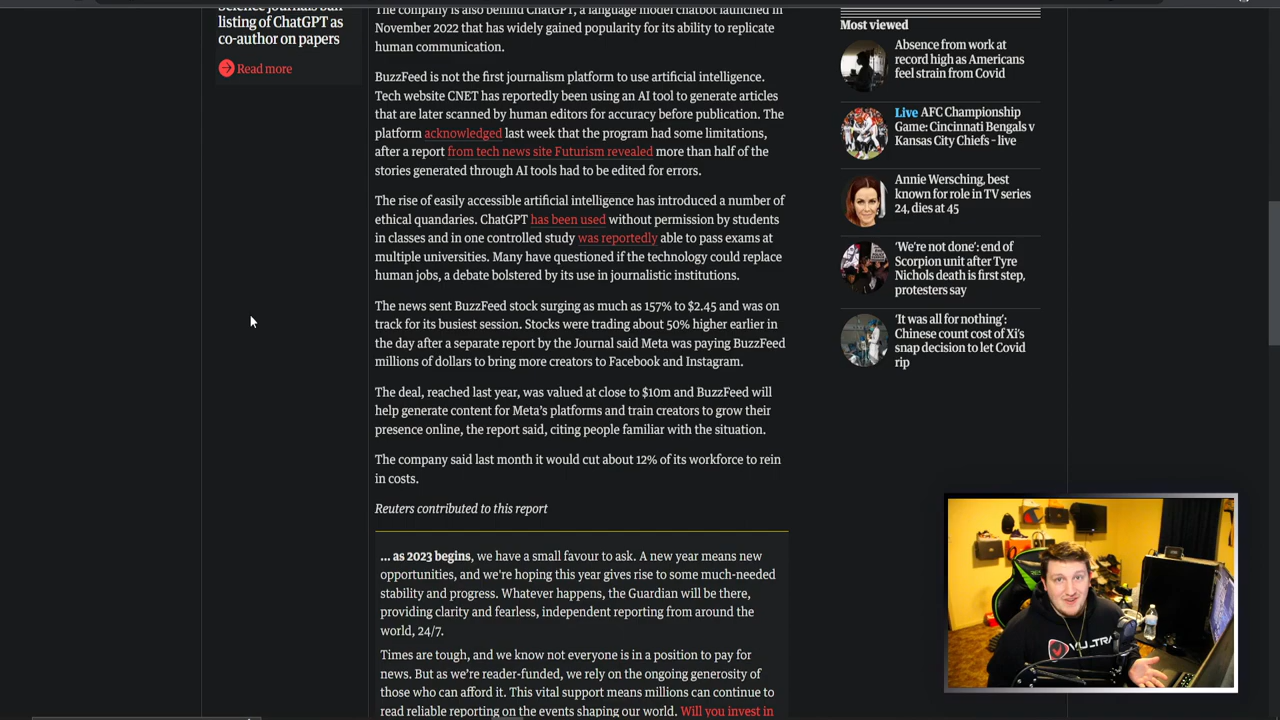 Science journals ban
listing of ChatGPT as
co-author on papers
Read more
The company is also behind ChatGPT, a language model chatbot launched in
November 2022 that has widely gained popularity for its ability to replicate
human communication.
BuzzFeed is not the first journalism platform to use artificial intelligence.
Tech website CNET has reportedly been using an AI tool to generate articles
that are later scanned by human editors for accuracy before publication. The
platform acknowledged last week that the program had some limitations,
after a report from tech news site Futurism revealed more than half of the
stories generated through AI tools had to be edited for errors.
The rise of easily accessible artificial intelligence has introduced a number of
ethical quandaries. ChatGPT has been used without permission by students
in classes and in one controlled study was reportedly able to pass exams at
multiple universities. Many have questioned if the technology could replace
human jobs, a debate bolstered by its use in journalistic institutions.
The news sent BuzzFeed stock surging as much as 157% to $2.45 and was on
track for its busiest session. Stocks were trading about 50% higher earlier in
the day after a separate report by the Journal said Meta was paying BuzzFeed
millions of dollars to bring more creators to Facebook and Instagram.
The deal, reached last year, was valued at close to $10m and BuzzFeed will
help generate content for Meta's platforms and train creators to grow their
presence online, the report said, citing people familiar with the situation.
The company said last month it would cut about 12% of its workforce to rein
in costs.
Reuters contributed to this report
... as 2023 begins, we have a small favour to ask. A new year means new
opportunities, and we're hoping this year gives rise to some much-needed
stability and progress. Whatever happens, the Guardian will be there,
providing clarity and fearless, independent reporting from around the
world, 24/7.
Times are tough, and we know not everyone is in a position to pay for
news. But as we're reader-funded, we rely on the ongoing generosity of
those who can afford it. This vital support means millions can continue to
read reliable reporting on the events shaping our world. Will you invest in
Most viewed
Absence from work at
record high as Americans
feel strain from Covid
Live AFC Championship
Game: Cincinnati Bengals v
Kansas City Chiefs – live
Annie Wersching, best
known for role in TV series
24, dies at 45
'We're not done': end of
Scorpion unit after Tyre
Nichols death is first step,
protesters say
'It was all for nothing':
Chinese count cost of Xi's
snap decision to let Covid
rip
VULTRA